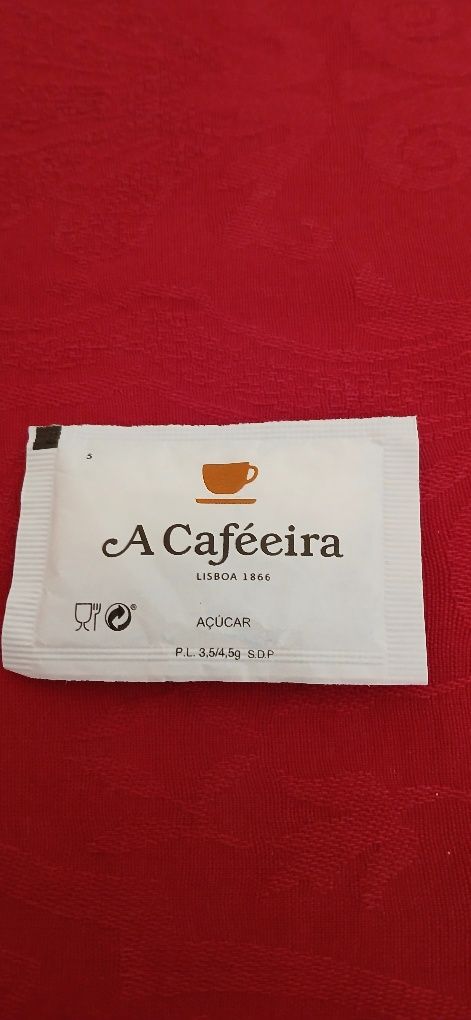 5
A Caféeira
LISBOA 1866
AÇÚCAR
P.L. 3,5/4,5g S.D.P